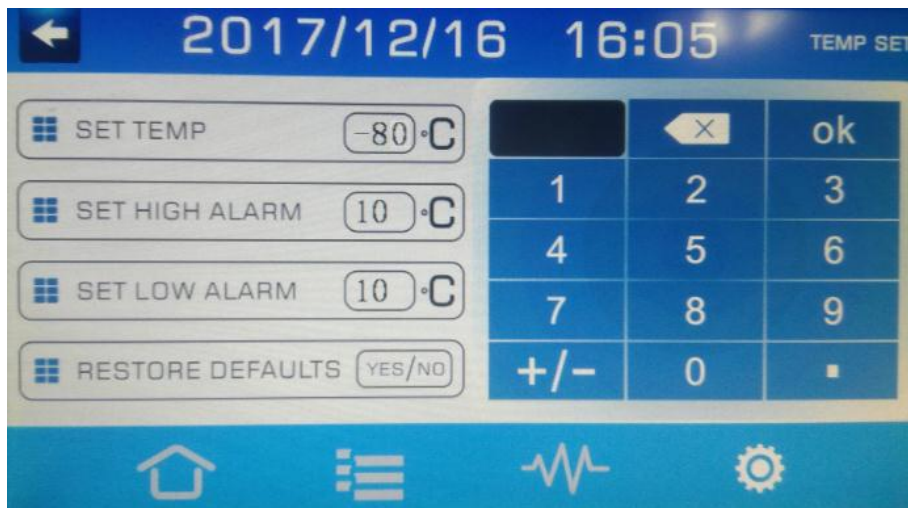 2017/12/16 16:05 TEMP SET
SET TEMP -80 °C
SET HIGH ALARM 10 °C
SET LOW ALARM 10 °C
RESTORE DEFAULTS YES/NO
ok
1 2 3
4 5 6
7 8 9
+/- 0 .